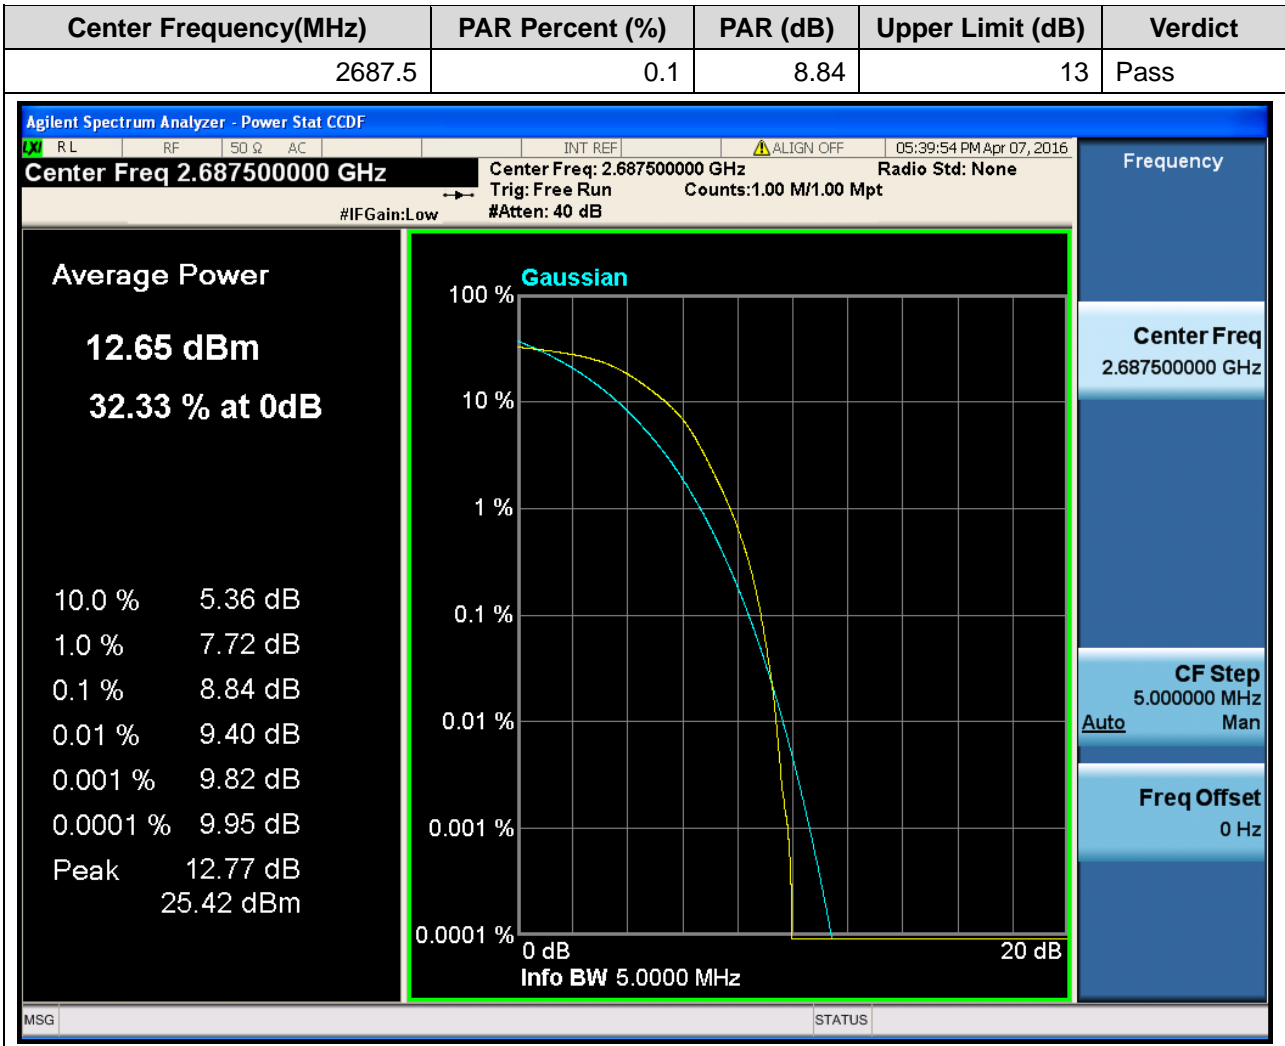 Center Frequency(MHz) PAR Percent (%) PAR (dB) Upper Limit (dB) Verdict
2687.5 0.1 8.84 13 Pass
Agilent Spectrum Analyzer - Power Stat CCDF
LXI RL RF 50 Ω AC INT REF ALIGN OFF 05:39:54 PM Apr 07, 2016
Center Freq 2.687500000 GHz
Center Freq: 2.687500000 GHz Radio Std: None
Trig: Free Run Counts:1.00 M/1.00 Mpt
#IFGain:Low #Atten: 40 dB
Average Power
12.65 dBm
32.33 % at 0dB
10.0 % 5.36 dB
1.0 % 7.72 dB
0.1 % 8.84 dB
0.01 % 9.40 dB
0.001 % 9.82 dB
0.0001 % 9.95 dB
Peak 12.77 dB
25.42 dBm
Gaussian
100 %
10 %
1 %
0.1 %
0.01 %
0.001 %
0.0001 %
0 dB 20 dB
Info BW 5.0000 MHz
Frequency
Center Freq
2.687500000 GHz
CF Step
5.000000 MHz
Auto Man
Freq Offset
0 Hz
MSG STATUS